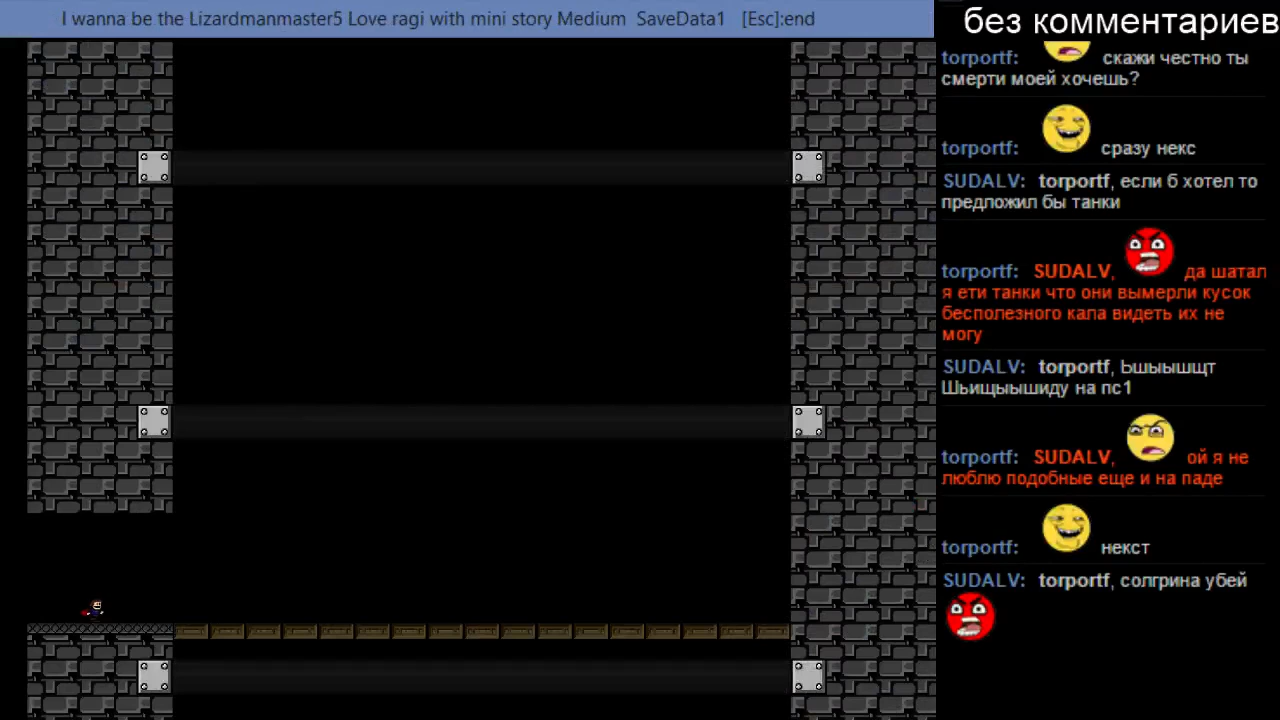 I wanna be the Lizardmanmaster5 Love ragi with mini story Medium  SaveData1   [Esc]:end
без комментариев
torportf: скажи честно ты
смерти моей хочешь?
torportf: сразу некс
SUDALV: torportf, если б хотел то
предложил бы танки
torportf: SUDALV, да шатал
я ети танки что они вымерли кусок
бесполезного кала видеть их не
могу
SUDALV: torportf, Ьшыышщт
Шьищыышиду на пс1
torportf: SUDALV, ой я не
люблю подобные еще и на паде
torportf: некст
SUDALV: torportf, солгрина убей